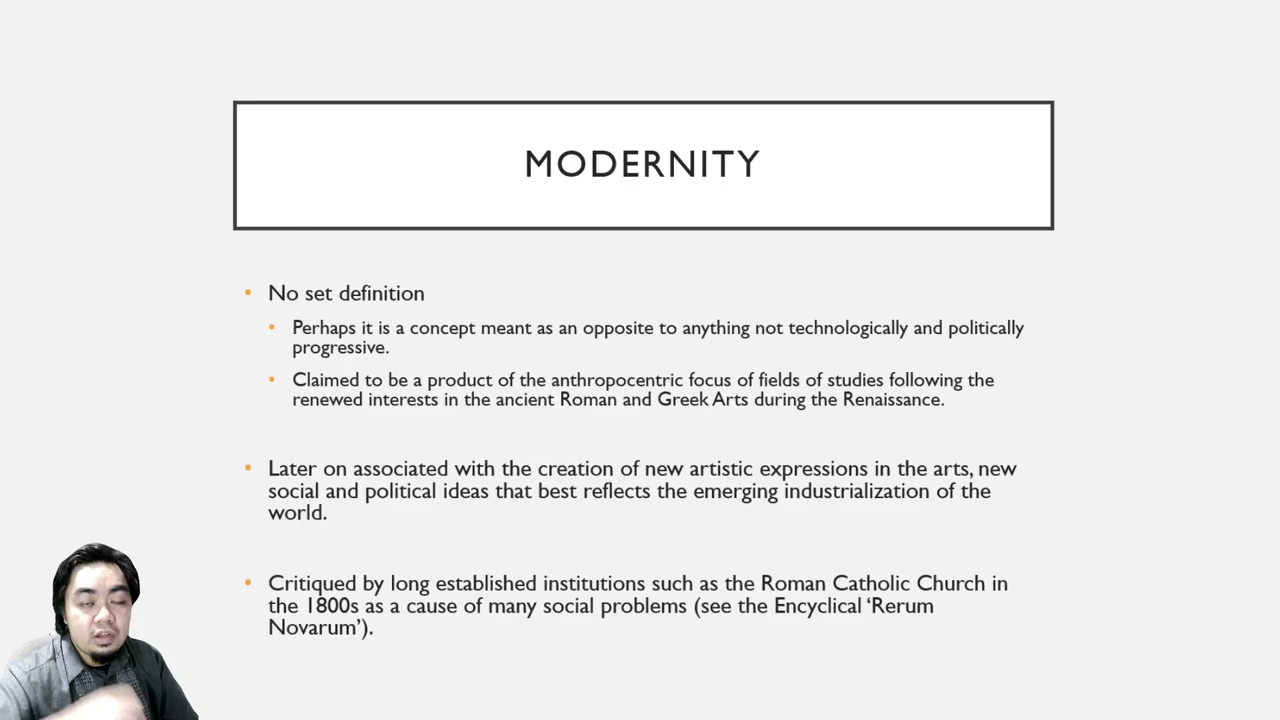 MODERNITY
• No set definition
• Perhaps it is a concept meant as an opposite to anything not technologically and politically
progressive.
• Claimed to be a product of the anthropocentric focus of fields of studies following the
renewed interests in the ancient Roman and Greek Arts during the Renaissance.
• Later on associated with the creation of new artistic expressions in the arts, new
social and political ideas that best reflects the emerging industrialization of the
world.
• Critiqued by long established institutions such as the Roman Catholic Church in
the 1800s as a cause of many social problems (see the Encyclical ‘Rerum
Novarum’).